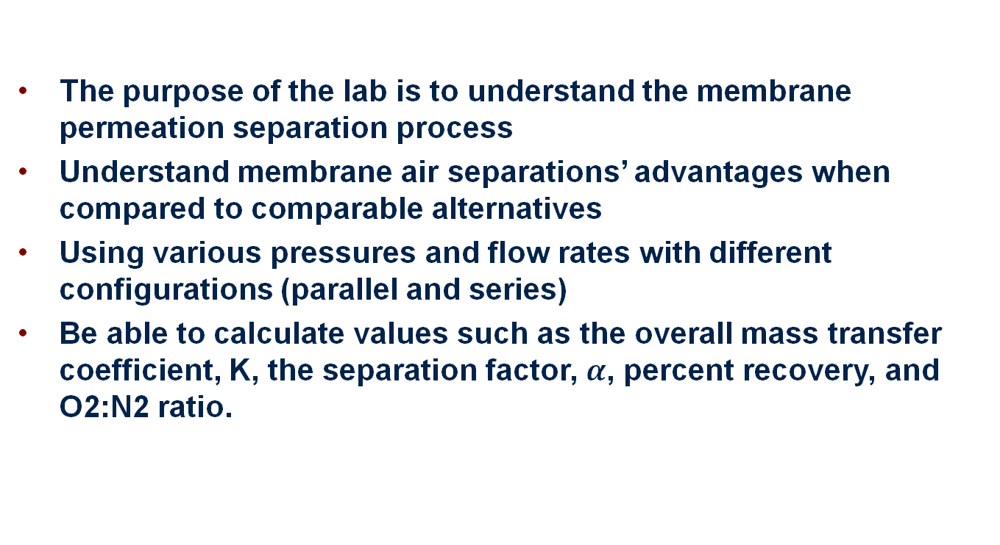 • The purpose of the lab is to understand the membrane
permeation separation process
• Understand membrane air separations’ advantages when
compared to comparable alternatives
• Using various pressures and flow rates with different
configurations (parallel and series)
• Be able to calculate values such as the overall mass transfer
coefficient, K, the separation factor, 𝛼, percent recovery, and
O2:N2 ratio.